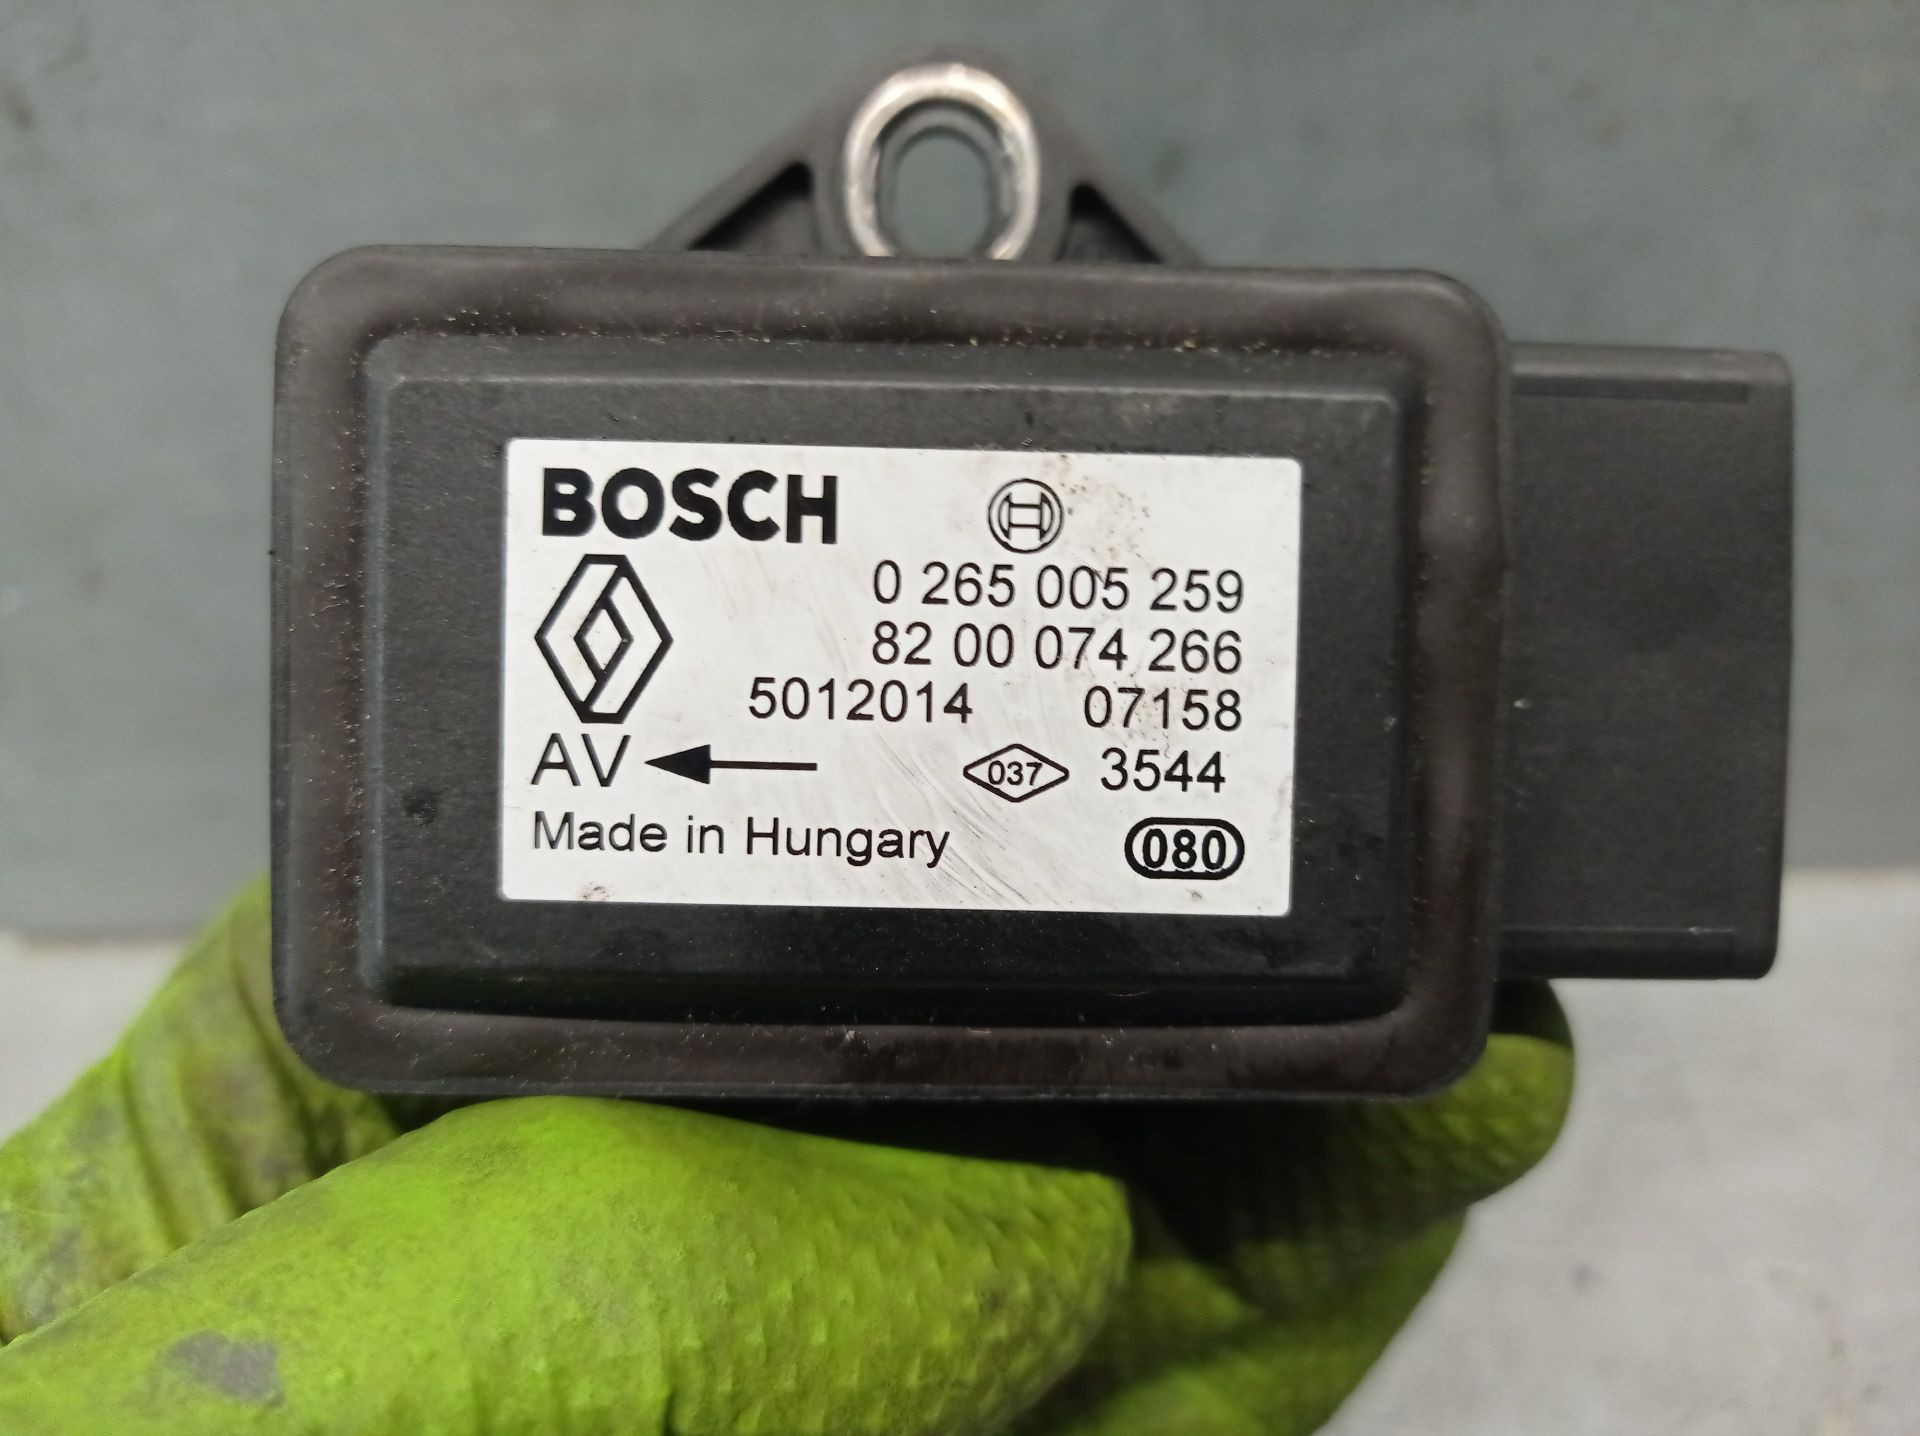 BOSCH
0 265 005 259
82 00 074 266
5012014 07158
AV 037 3544
Made in Hungary 080